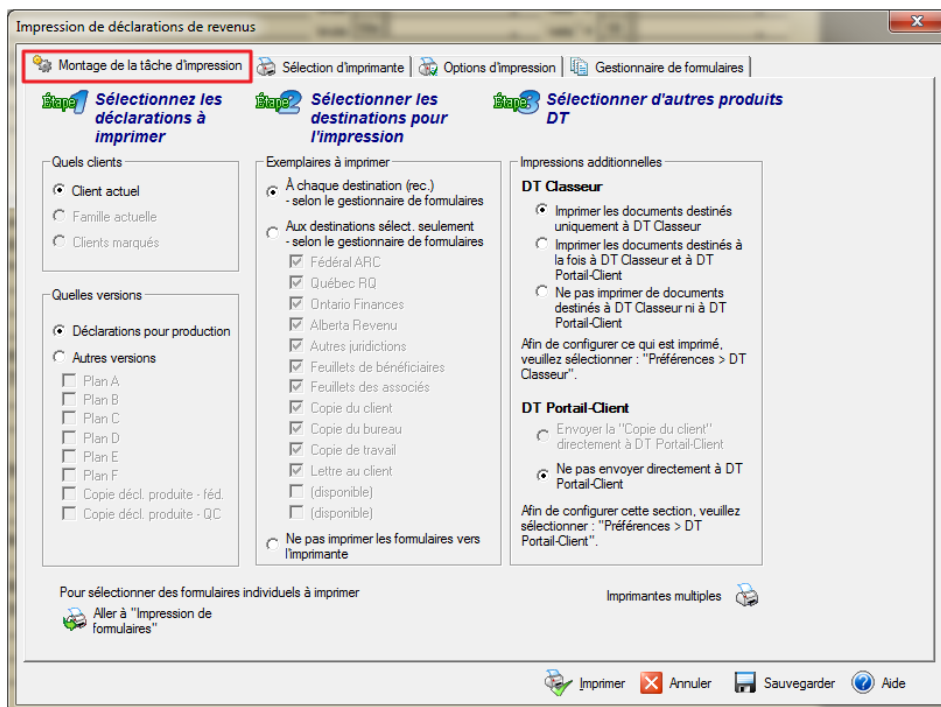 Impression de déclarations de revenus
Montage de la tâche d'impression
Sélection d'imprimante
Options d'impression
Gestionnaire de formulaires
Étape 1
Sélectionnez les
déclarations à
imprimer
Quels clients
Client actuel
Famille actuelle
Clients marqués
Quelles versions
Déclarations pour production
Autres versions
Plan A
Plan B
Plan C
Plan D
Plan E
Plan F
Copie décl. produite - féd.
Copie décl. produite - QC
Étape 2
Sélectionner les
destinations pour
l'impression
Exemplaires à imprimer
À chaque destination (rec.)
- selon le gestionnaire de formulaires
Aux destinations sélect. seulement
- selon le gestionnaire de formulaires
Fédéral ARC
Québec RQ
Ontario Finances
Alberta Revenu
Autres juridictions
Feuillets de bénéficiaires
Feuillets des associés
Copie du client
Copie du bureau
Copie de travail
Lettre au client
(disponible)
(disponible)
Ne pas imprimer les formulaires vers
l'imprimante
Étape 3
Sélectionner d'autres produits
DT
Impressions additionnelles
DT Classeur
Imprimer les documents destinés
uniquement à DT Classeur
Imprimer les documents destinés à
la fois à DT Classeur et à DT
Portail-Client
Ne pas imprimer de documents
destinés à DT Classeur ni à DT
Portail-Client
Afin de configurer ce qui est imprimé,
veuillez sélectionner : "Préférences > DT
Classeur".
DT Portail-Client
Envoyer la "Copie du client"
directement à DT Portail-Client
Ne pas envoyer directement à DT
Portail-Client
Afin de configurer cette section, veuillez
sélectionner : "Préférences > DT
Portail-Client".
Pour sélectionner des formulaires individuels à imprimer
Aller à "Impression de
formulaires"
Imprimantes multiples
Imprimer
Annuler
Sauvegarder
Aide